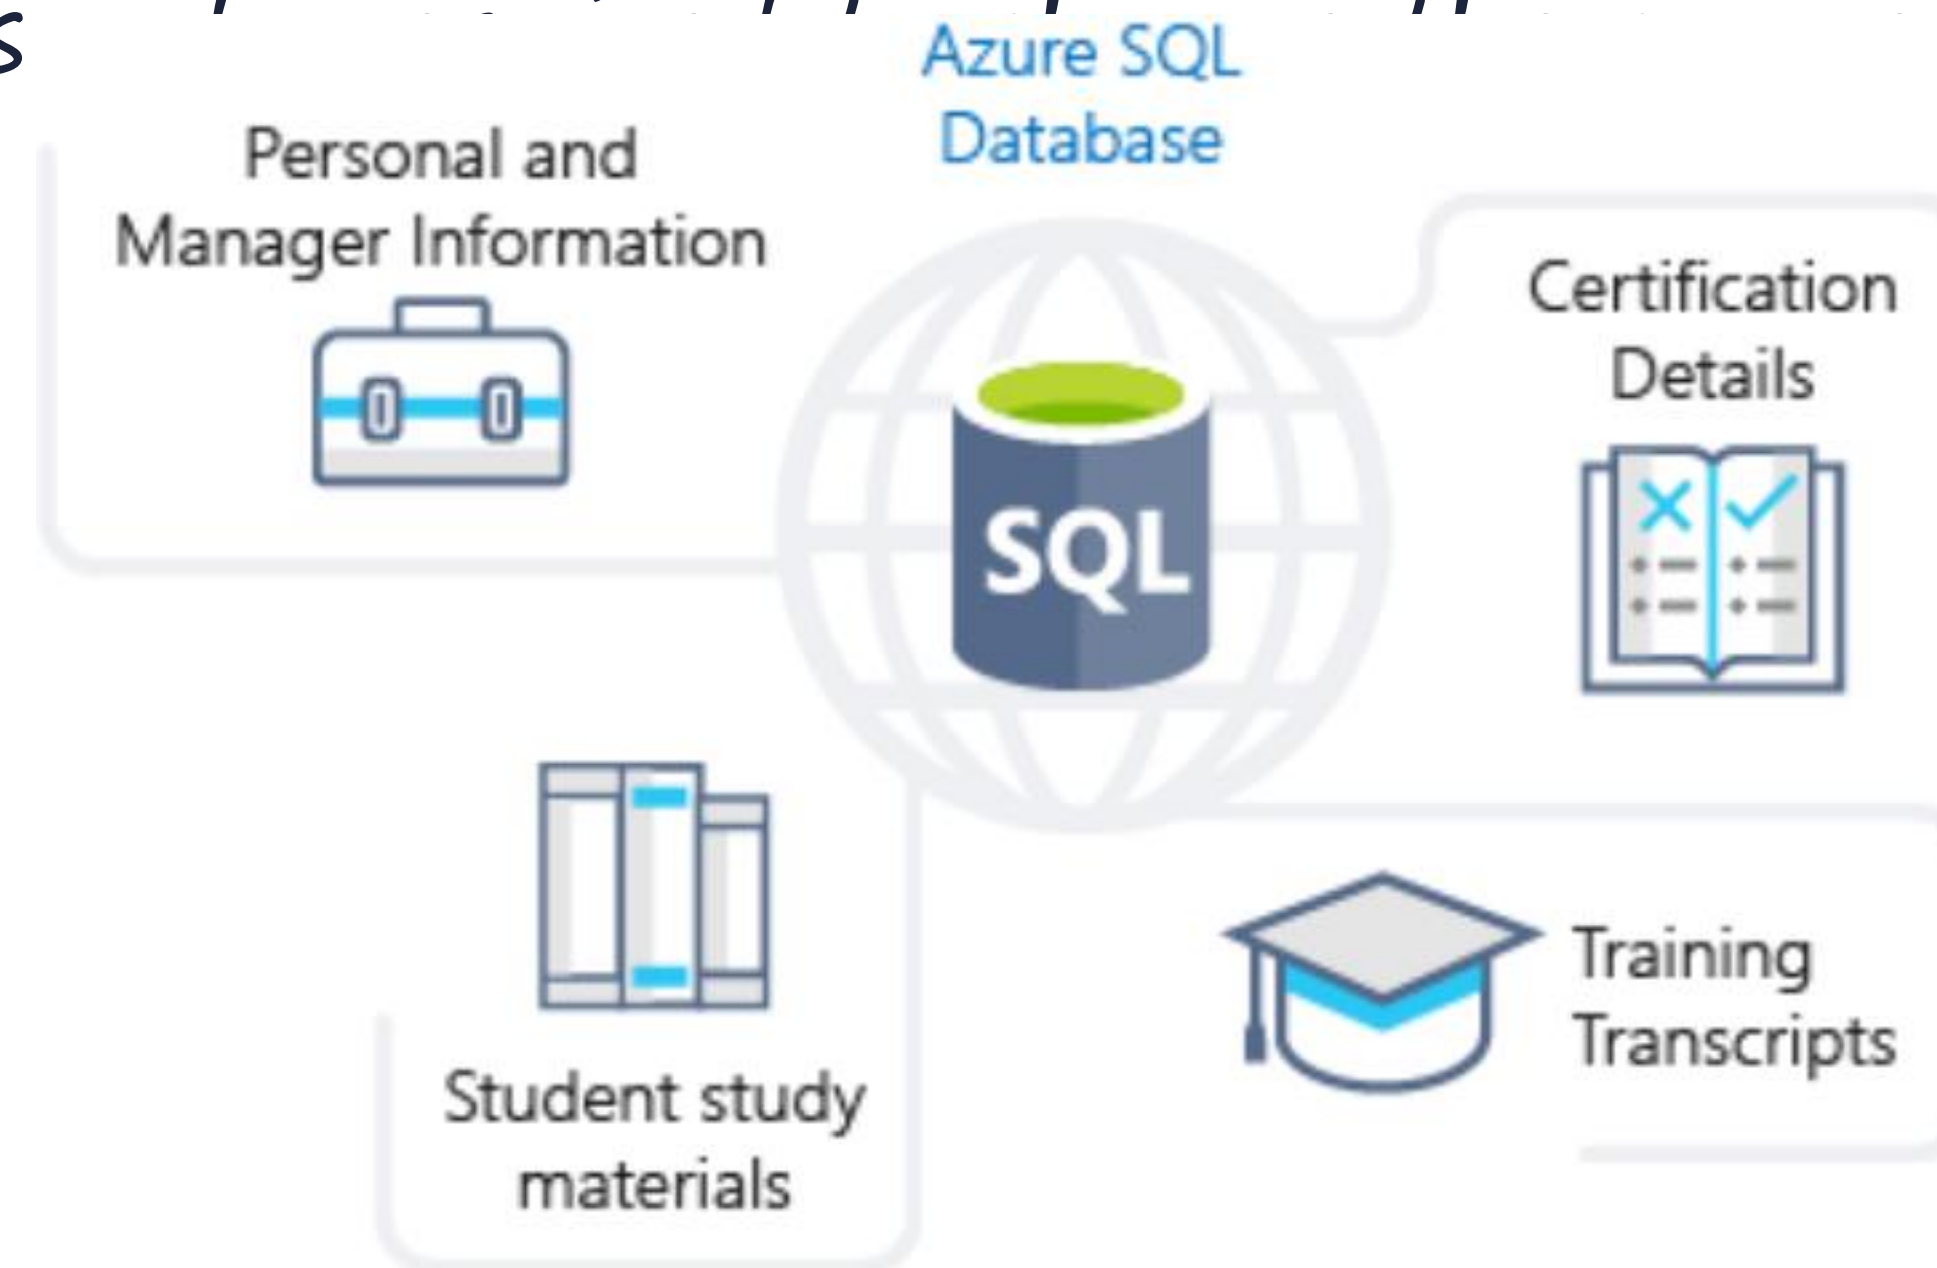 s
Azure SQL
Database
Personal and
Manager Information
Certification
Details
SQL
Student study
materials
Training
Transcripts